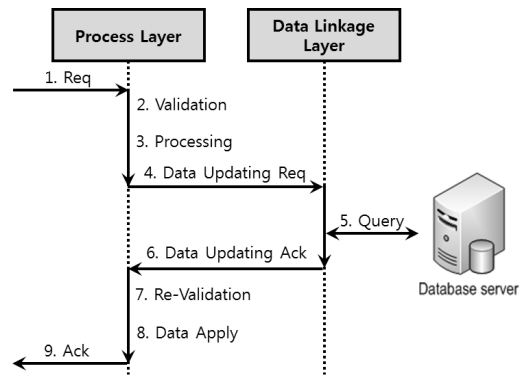 Process Layer
Data Linkage
Layer
1. Req
2. Validation
3. Processing
4. Data Updating Req
5. Query
6. Data Updating Ack
Database server
7. Re-Validation
8. Data Apply
9. Ack